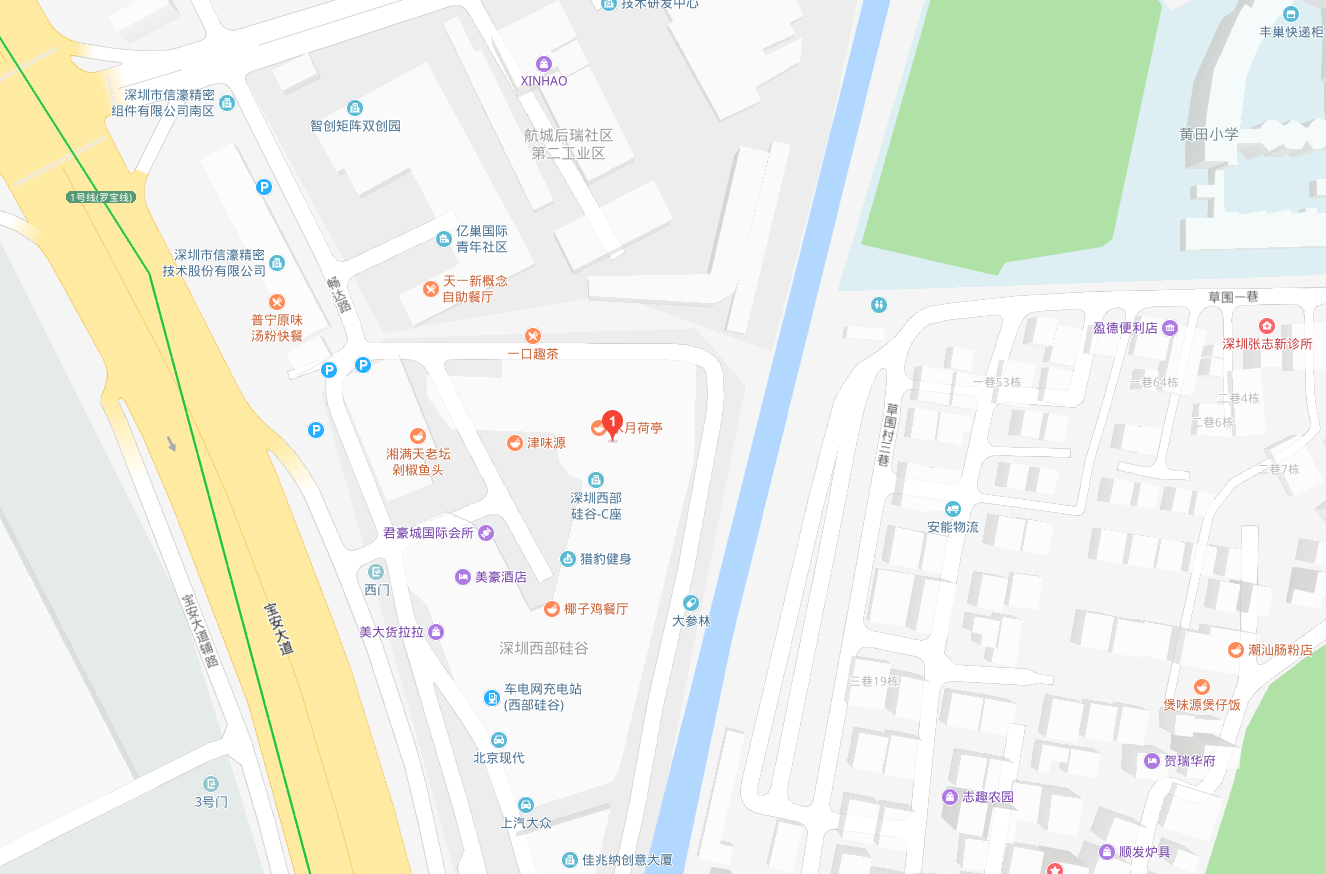 技术研发中心
丰巢快递柜
XINHAO
深圳市信濠精密
组件有限公司南区
智创矩阵双创园
航城后瑞社区
第二工业区
黄田小学
P
1号线(罗宝线)
亿巢国际
青年社区
深圳市信濠精密
技术股份有限公司
天一新概念
自助餐厅
畅达路
草围一巷
普宁原味
汤粉快餐
盈德便利店
深圳张志新诊所
一口趣茶
P
P
一巷53栋
一巷64栋
二巷4栋
二巷6栋
1
月荷亭
P
草围村三巷
津味源
湘满天老坛
剁椒鱼头
二巷7栋
深圳西部
硅谷-C座
安能物流
君豪城国际会所
猎豹健身
美豪酒店
西门
椰子鸡餐厅
大参林
宝安大道辅路
宝安大道
美大货拉拉
深圳西部硅谷
潮汕肠粉店
三巷19栋
车电网充电站
(西部硅谷)
煲味源煲仔饭
北京现代
贺瑞华府
3号门
志趣农园
上汽大众
顺发炉具
佳兆纳创意大厦